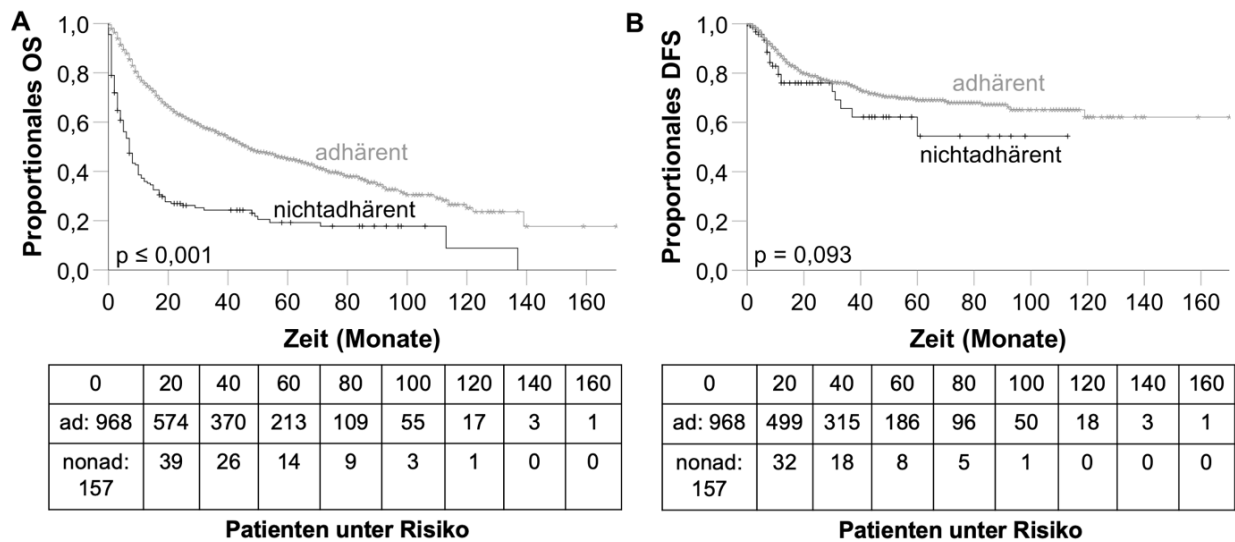 A
Proportionales OS
1,0
0,8
0,6
0,4
0,2
0,0
adhärent
nichtadhärent
p ≤ 0,001
0 20 40 60 80 100 120 140 160
Zeit (Monate)
0 20 40 60 80 100 120 140 160
ad: 968 574 370 213 109 55 17 3 1
nonad: 39 26 14 9 3 1 0 0
157
Patienten unter Risiko
B
Proportionales DFS
1,0
0,8
0,6
0,4
0,2
0,0
adhärent
nichtadhärent
p = 0,093
0 20 40 60 80 100 120 140 160
Zeit (Monate)
0 20 40 60 80 100 120 140 160
ad: 968 499 315 186 96 50 18 3 1
nonad: 32 18 8 5 1 0 0 0
157
Patienten unter Risiko